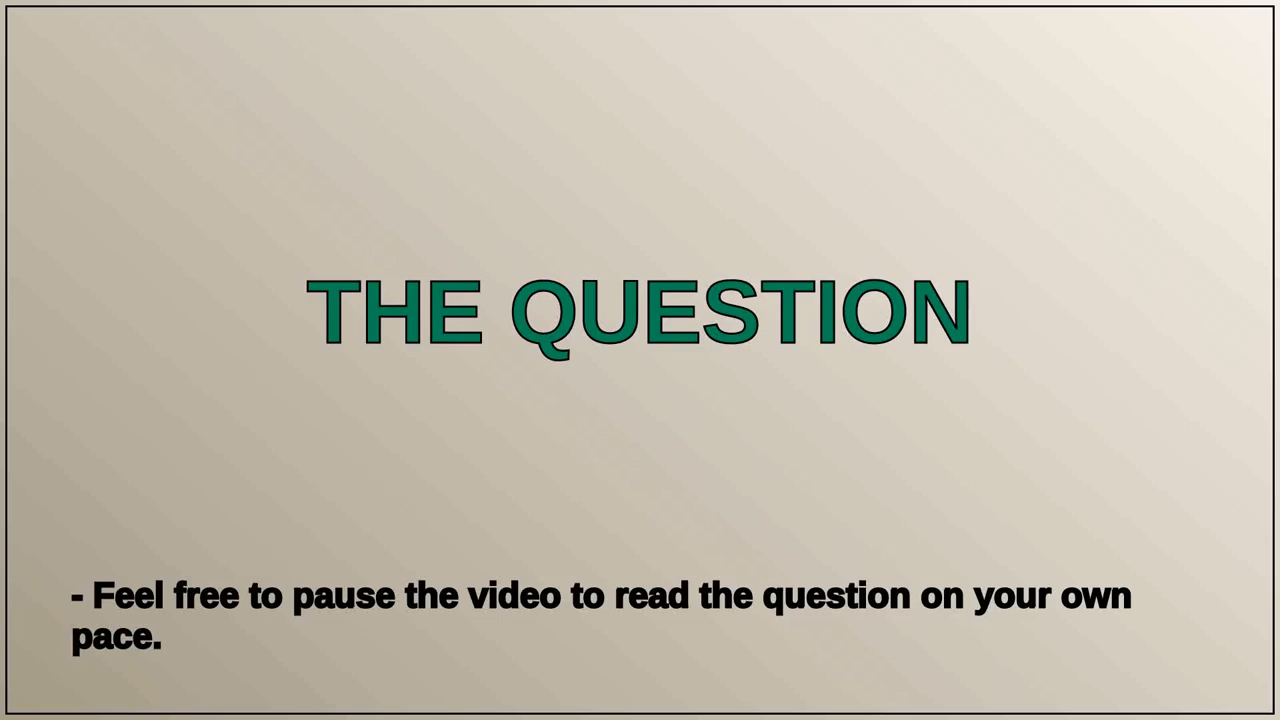 THE QUESTION
- Feel free to pause the video to read the question on your own
pace.